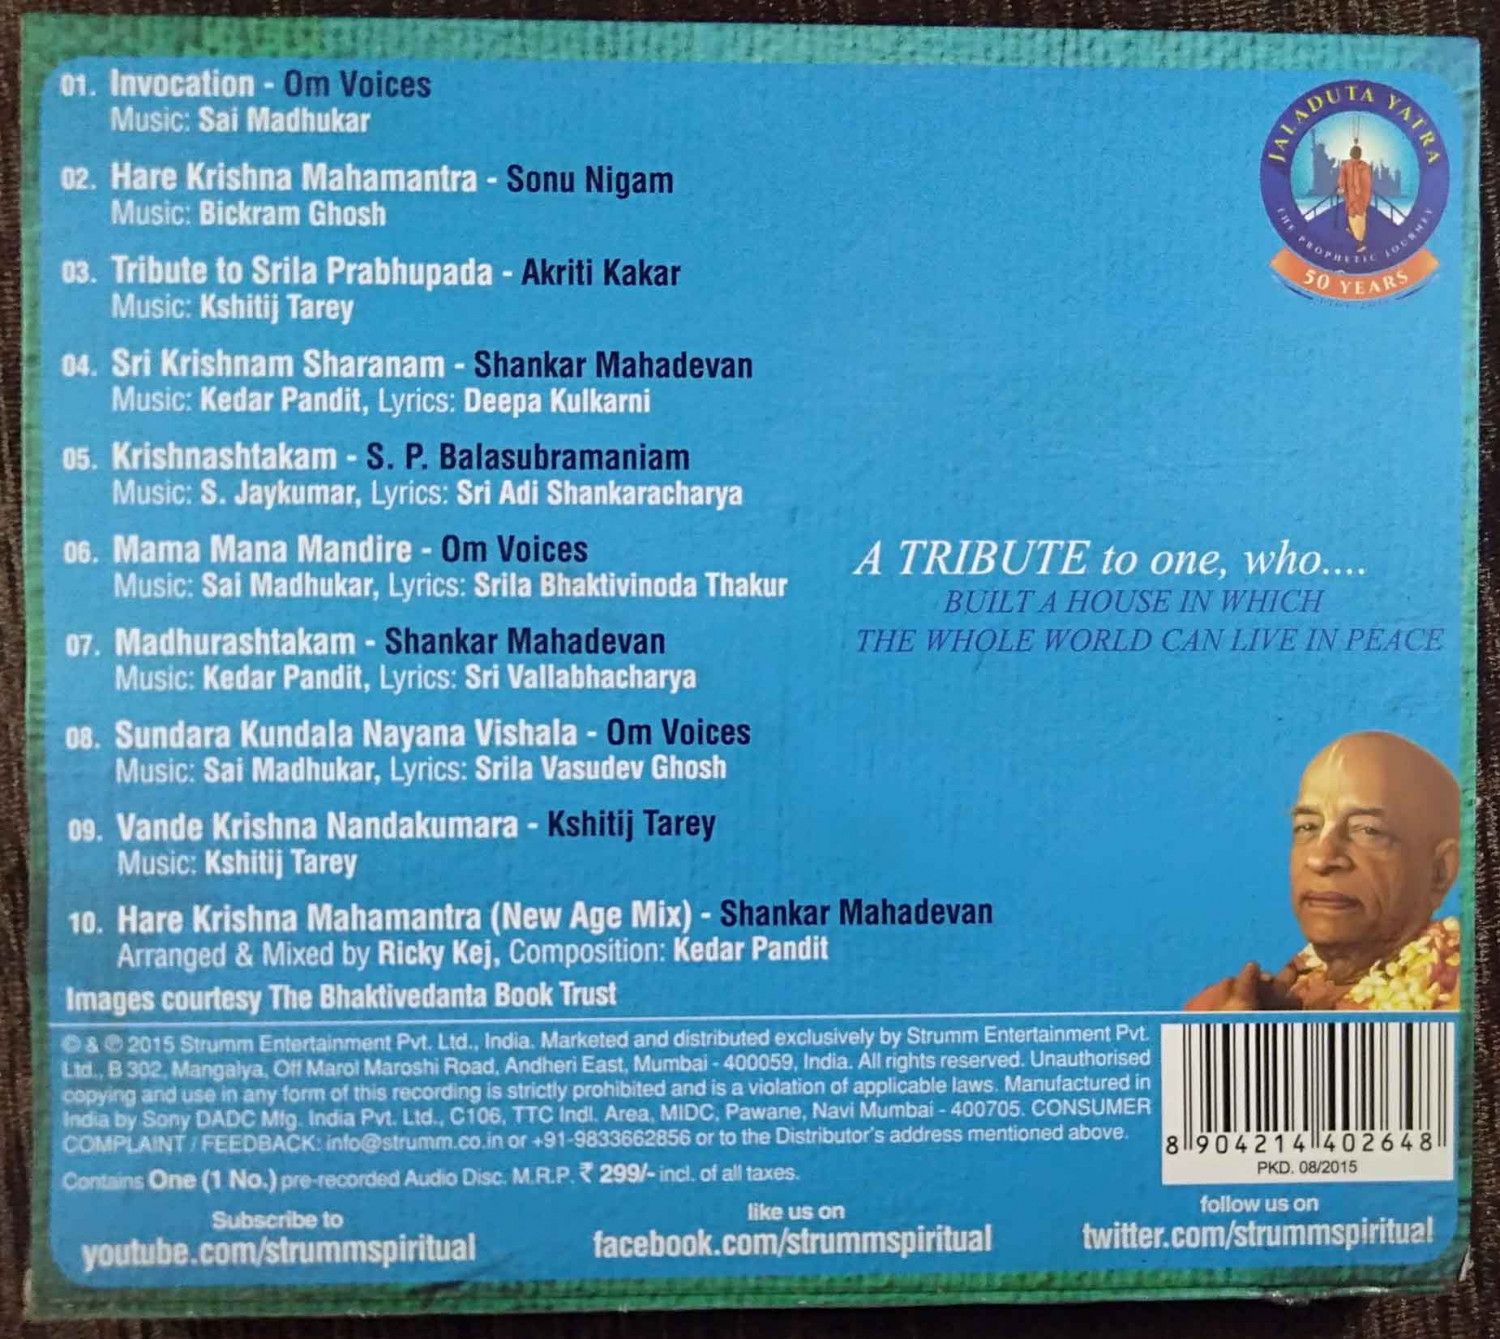 01. Invocation - Om Voices
Music: Sai Madhukar
02. Hare Krishna Mahamantra - Sonu Nigam
Music: Bickram Ghosh
03. Tribute to Srila Prabhupada - Akriti Kakar
Music: Kshitij Tarey
04. Sri Krishnam Sharanam - Shankar Mahadevan
Music: Kedar Pandit, Lyrics: Deepa Kulkarni
05. Krishnashtakam - S. P. Balasubramaniam
Music: S. Jaykumar, Lyrics: Sri Adi Shankaracharya
06. Mama Mana Mandire - Om Voices
Music: Sai Madhukar, Lyrics: Srila Bhaktivinoda Thakur
07. Madhurashtakam - Shankar Mahadevan
Music: Kedar Pandit, Lyrics: Sri Vallabhacharya
08. Sundara Kundala Nayana Vishala - Om Voices
Music: Sai Madhukar, Lyrics: Srila Vasudev Ghosh
09. Vande Krishna Nandakumara - Kshitij Tarey
Music: Kshitij Tarey
10. Hare Krishna Mahamantra (New Age Mix) - Shankar Mahadevan
Arranged & Mixed by Ricky Kej, Composition: Kedar Pandit
Images courtesy The Bhaktivedanta Book Trust
JALADUTA YATRA
THE PROPHETIC JOURNEY
50 YEARS
A TRIBUTE to one, who....
BUILT A HOUSE IN WHICH
THE WHOLE WORLD CAN LIVE IN PEACE
© & ℗ 2015 Strumm Entertainment Pvt. Ltd., India. Marketed and distributed exclusively by Strumm Entertainment Pvt.
Ltd., B 302, Mangalya, Off Marol Maroshi Road, Andheri East, Mumbai - 400059, India. All rights reserved. Unauthorised
copying and use in any form of this recording is strictly prohibited and is a violation of applicable laws. Manufactured in
India by Sony DADC Mfg. India Pvt. Ltd., C106, TTC Indl. Area, MIDC, Pawane, Navi Mumbai - 400705. CONSUMER
COMPLAINT / FEEDBACK: info@strumm.co.in or +91-9833662856 or to the Distributor's address mentioned above.
Contains One (1 No.) pre-recorded Audio Disc. M.R.P. ₹ 299/- incl. of all taxes.
8 904214 402648
PKD. 08/2015
Subscribe to
youtube.com/strummspiritual
like us on
facebook.com/strummspiritual
follow us on
twitter.com/strummspiritual